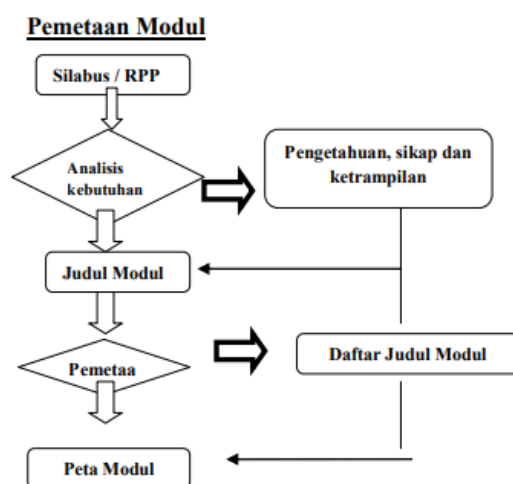 Pemetaan Modul
Silabus / RPP
Analisis
kebutuhan
Pengetahuan, sikap dan
ketrampilan
Judul Modul
Pemetaa
Daftar Judul Modul
Peta Modul